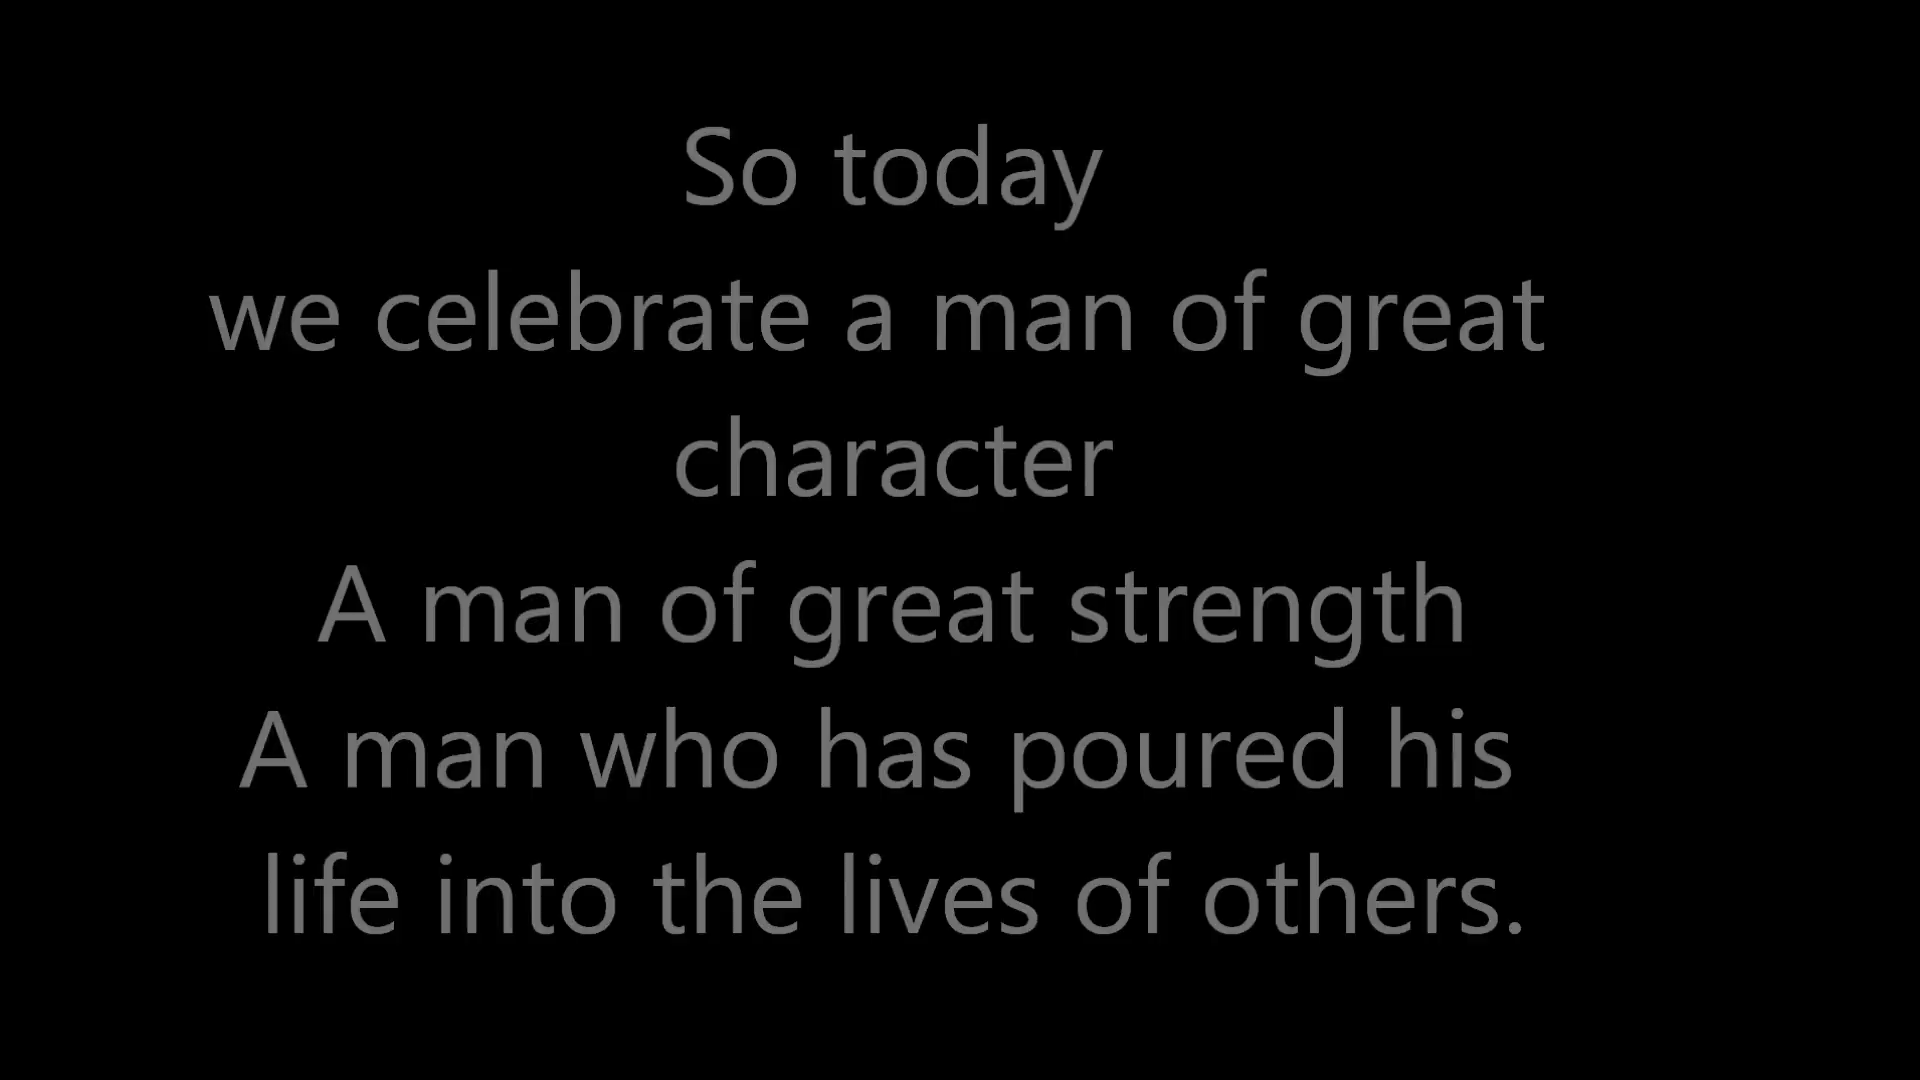 So today
we celebrate a man of great
character
A man of great strength
A man who has poured his
life into the lives of others.